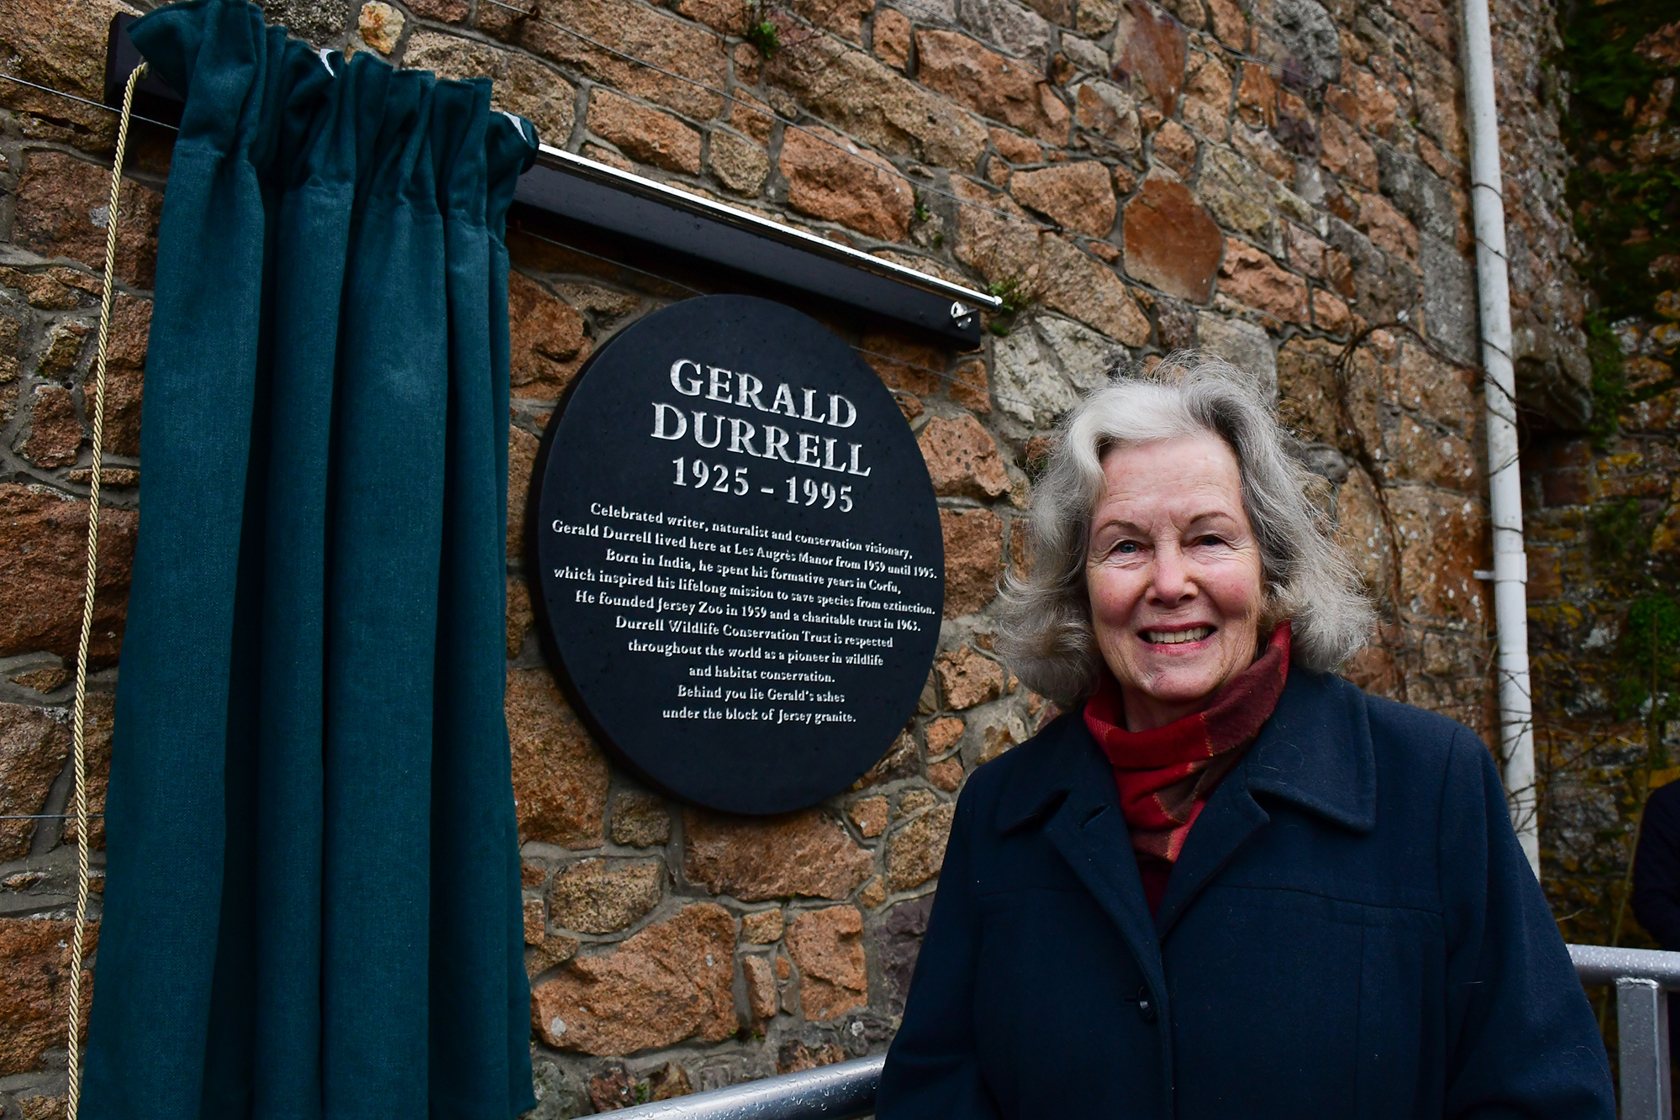 GERALD
DURRELL
1925 - 1995
Celebrated writer, naturalist and conservation visionary,
Gerald Durrell lived here at Les Augrès Manor from 1959 until 1995.
Born in India, he spent his formative years in Corfu,
which inspired his lifelong mission to save species from extinction.
He founded Jersey Zoo in 1959 and a charitable trust in 1963.
Durrell Wildlife Conservation Trust is respected
throughout the world as a pioneer in wildlife
and habitat conservation.
Behind you lie Gerald's ashes
under the block of Jersey granite.